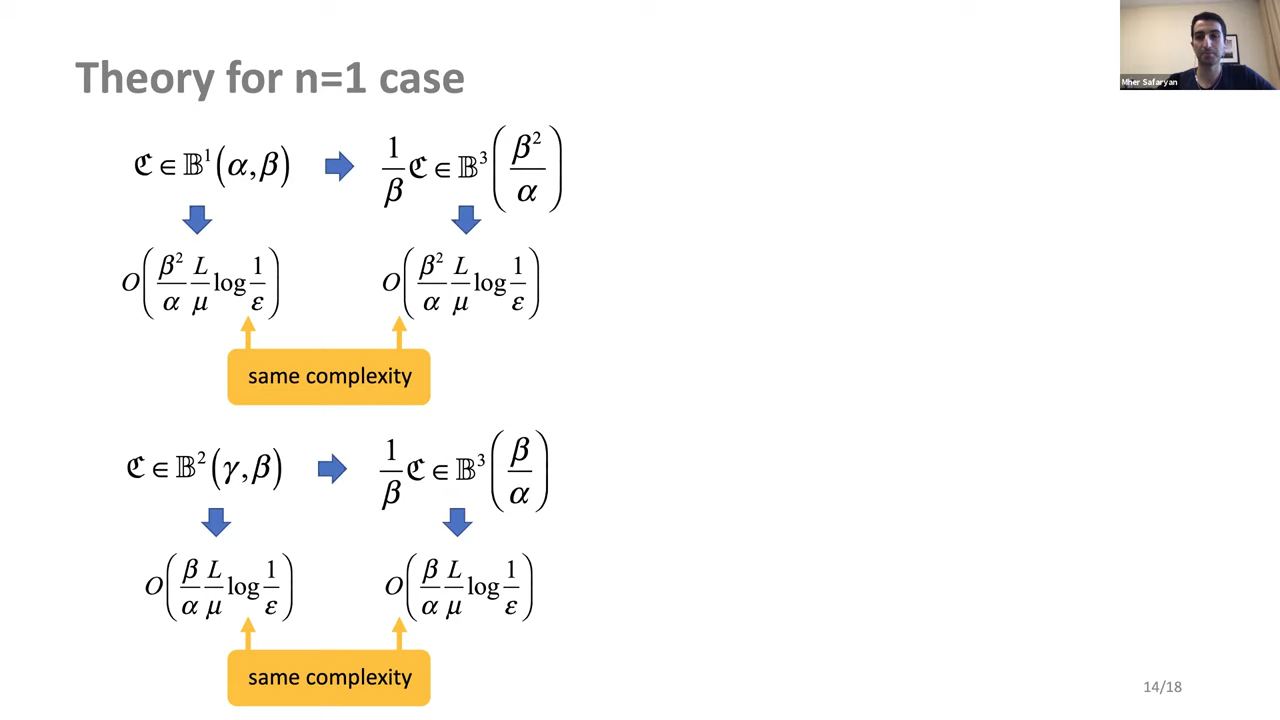 Theory for n=1 case
Mher Safaryan
ℭ ∈ 𝔹¹(α,β) ➡ 1/β ℭ ∈ 𝔹³(β²/α)
O(β²/α L/μ log 1/ε) O(β²/α L/μ log 1/ε)
same complexity
ℭ ∈ 𝔹²(γ,β) ➡ 1/β ℭ ∈ 𝔹³(β/α)
O(β/α L/μ log 1/ε) O(β/α L/μ log 1/ε)
same complexity
14/18